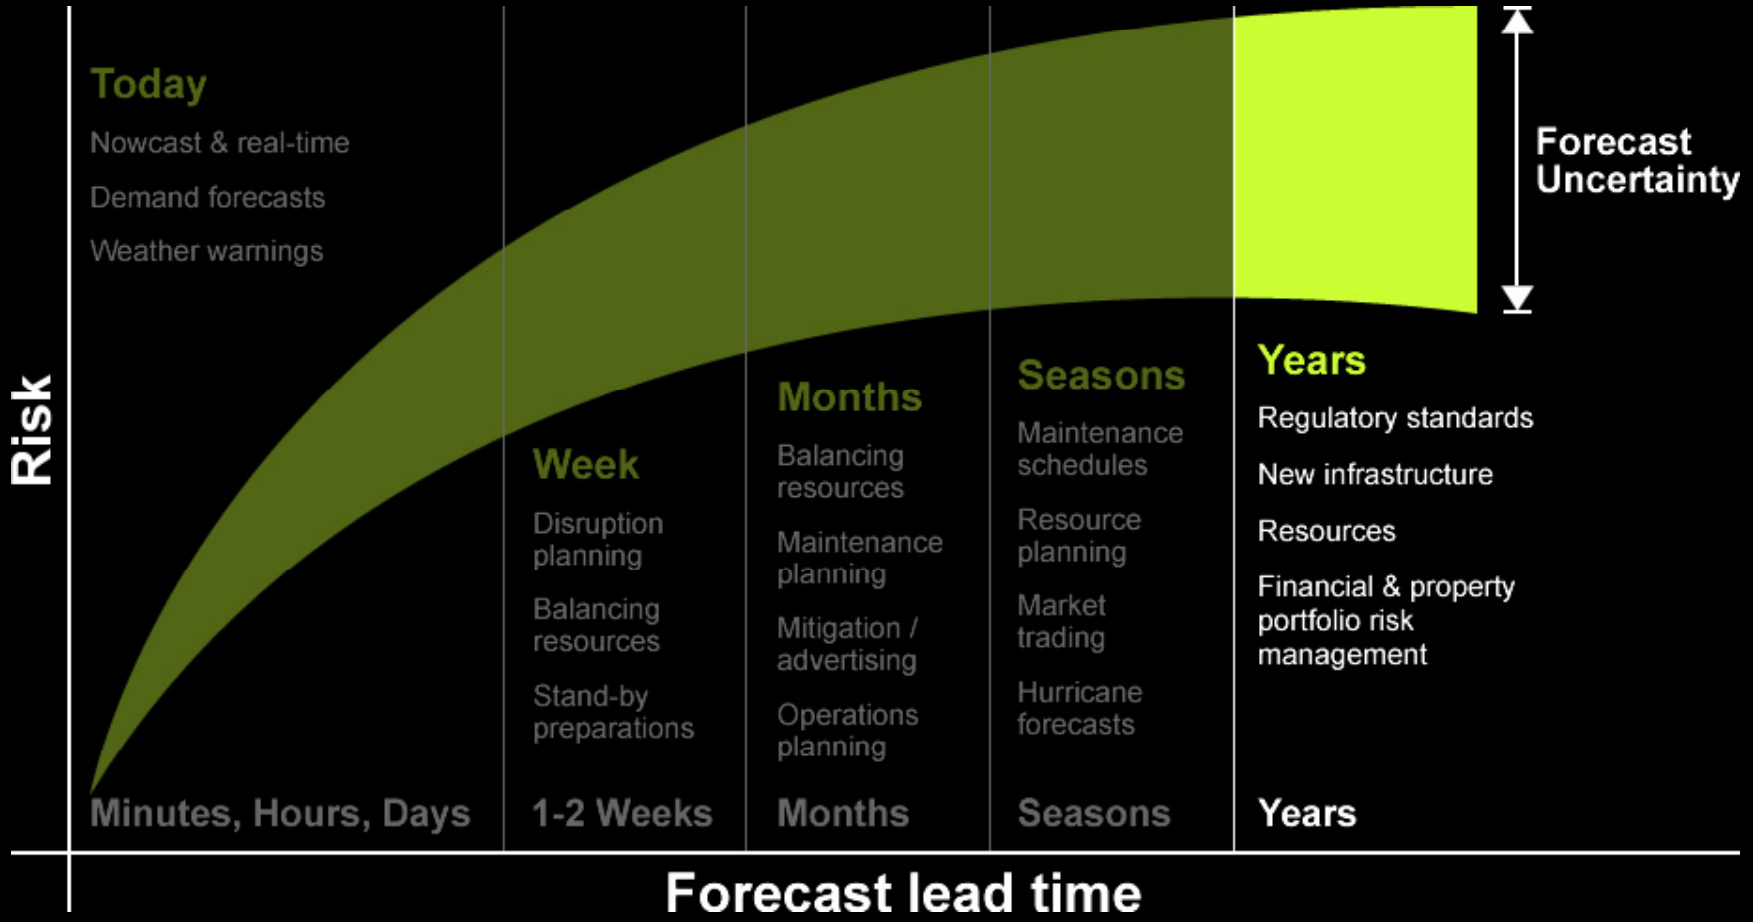 Today
Nowcast & real-time
Demand forecasts
Weather warnings
Week
Disruption
planning
Balancing
resources
Stand-by
preparations
Months
Balancing
resources
Maintenance
planning
Mitigation /
advertising
Operations
planning
Seasons
Maintenance
schedules
Resource
planning
Market
trading
Hurricane
forecasts
Years
Regulatory standards
New infrastructure
Resources
Financial & property
portfolio risk
management
Forecast
Uncertainty
Risk
Minutes, Hours, Days
1-2 Weeks
Months
Seasons
Years
Forecast lead time